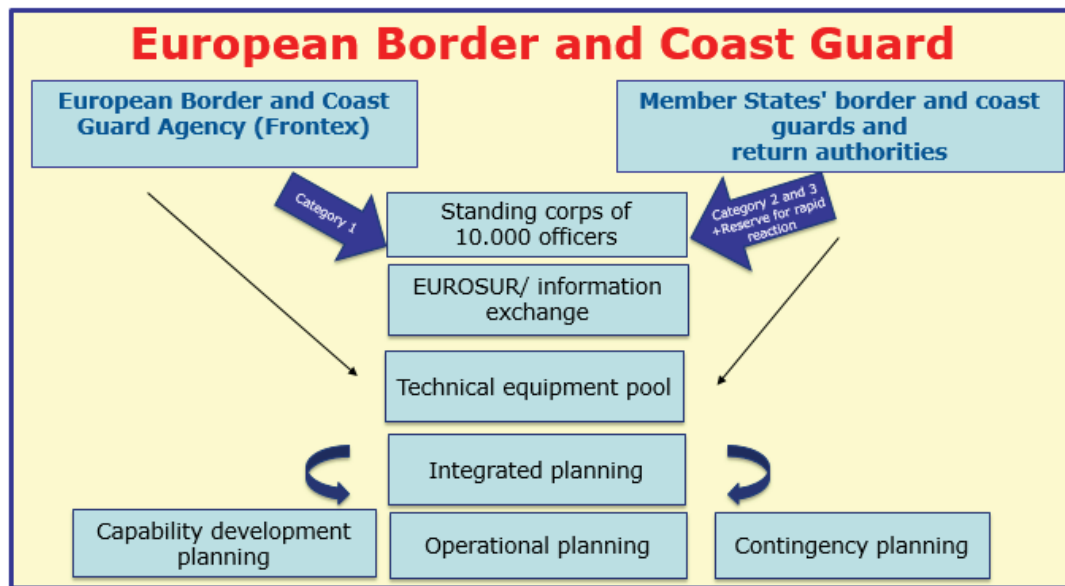 European Border and Coast Guard
European Border and Coast
Guard Agency (Frontex)
Member States' border and coast
guards and
return authorities
Category 1
Category 2 and 3
+Reserve for rapid
reaction
Standing corps of
10.000 officers
EUROSUR/ information
exchange
Technical equipment pool
Integrated planning
Capability development
planning
Operational planning
Contingency planning